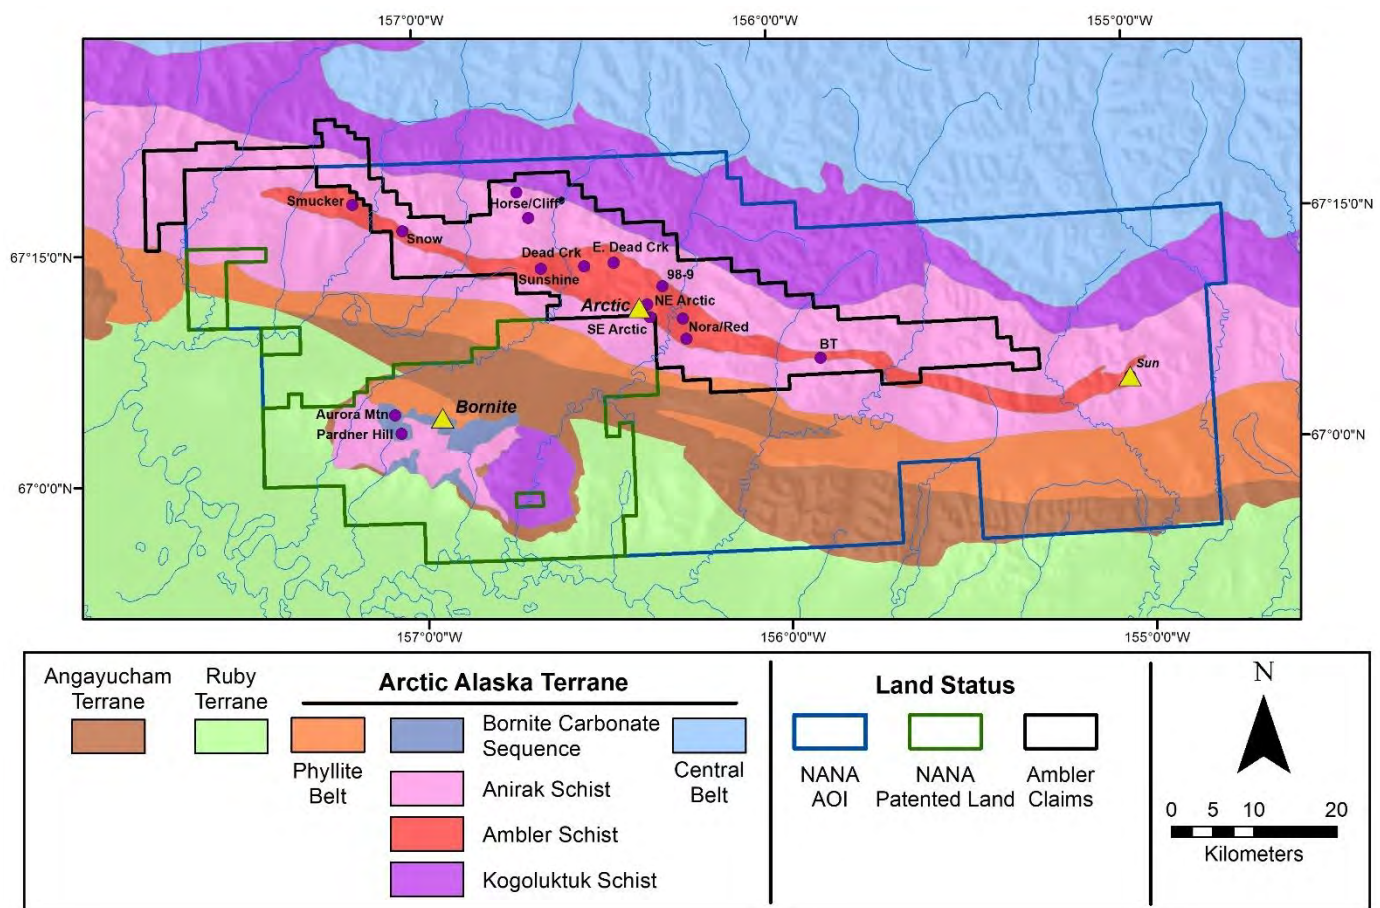 157°0'0"W 156°0'0"W 155°0'0"W
67°15'0"N
67°15'0"N
67°0'0"N
67°0'0"N
Smucker
Horse/Cliff
Snow
Dead Crk
E. Dead Crk
Sunshine
98-9
Arctic
NE Arctic
SE Arctic
Nora/Red
BT
Sun
Aurora Mtn
Bornite
Pardner Hill
157°0'0"W 156°0'0"W 155°0'0"W
Angayucham
Terrane
Ruby
Terrane
Arctic Alaska Terrane
Phyllite
Belt
Bornite Carbonate
Sequence
Anirak Schist
Ambler Schist
Kogoluktuk Schist
Central
Belt
Land Status
NANA
AOI
NANA
Patented Land
Ambler
Claims
N
0 5 10 20
Kilometers